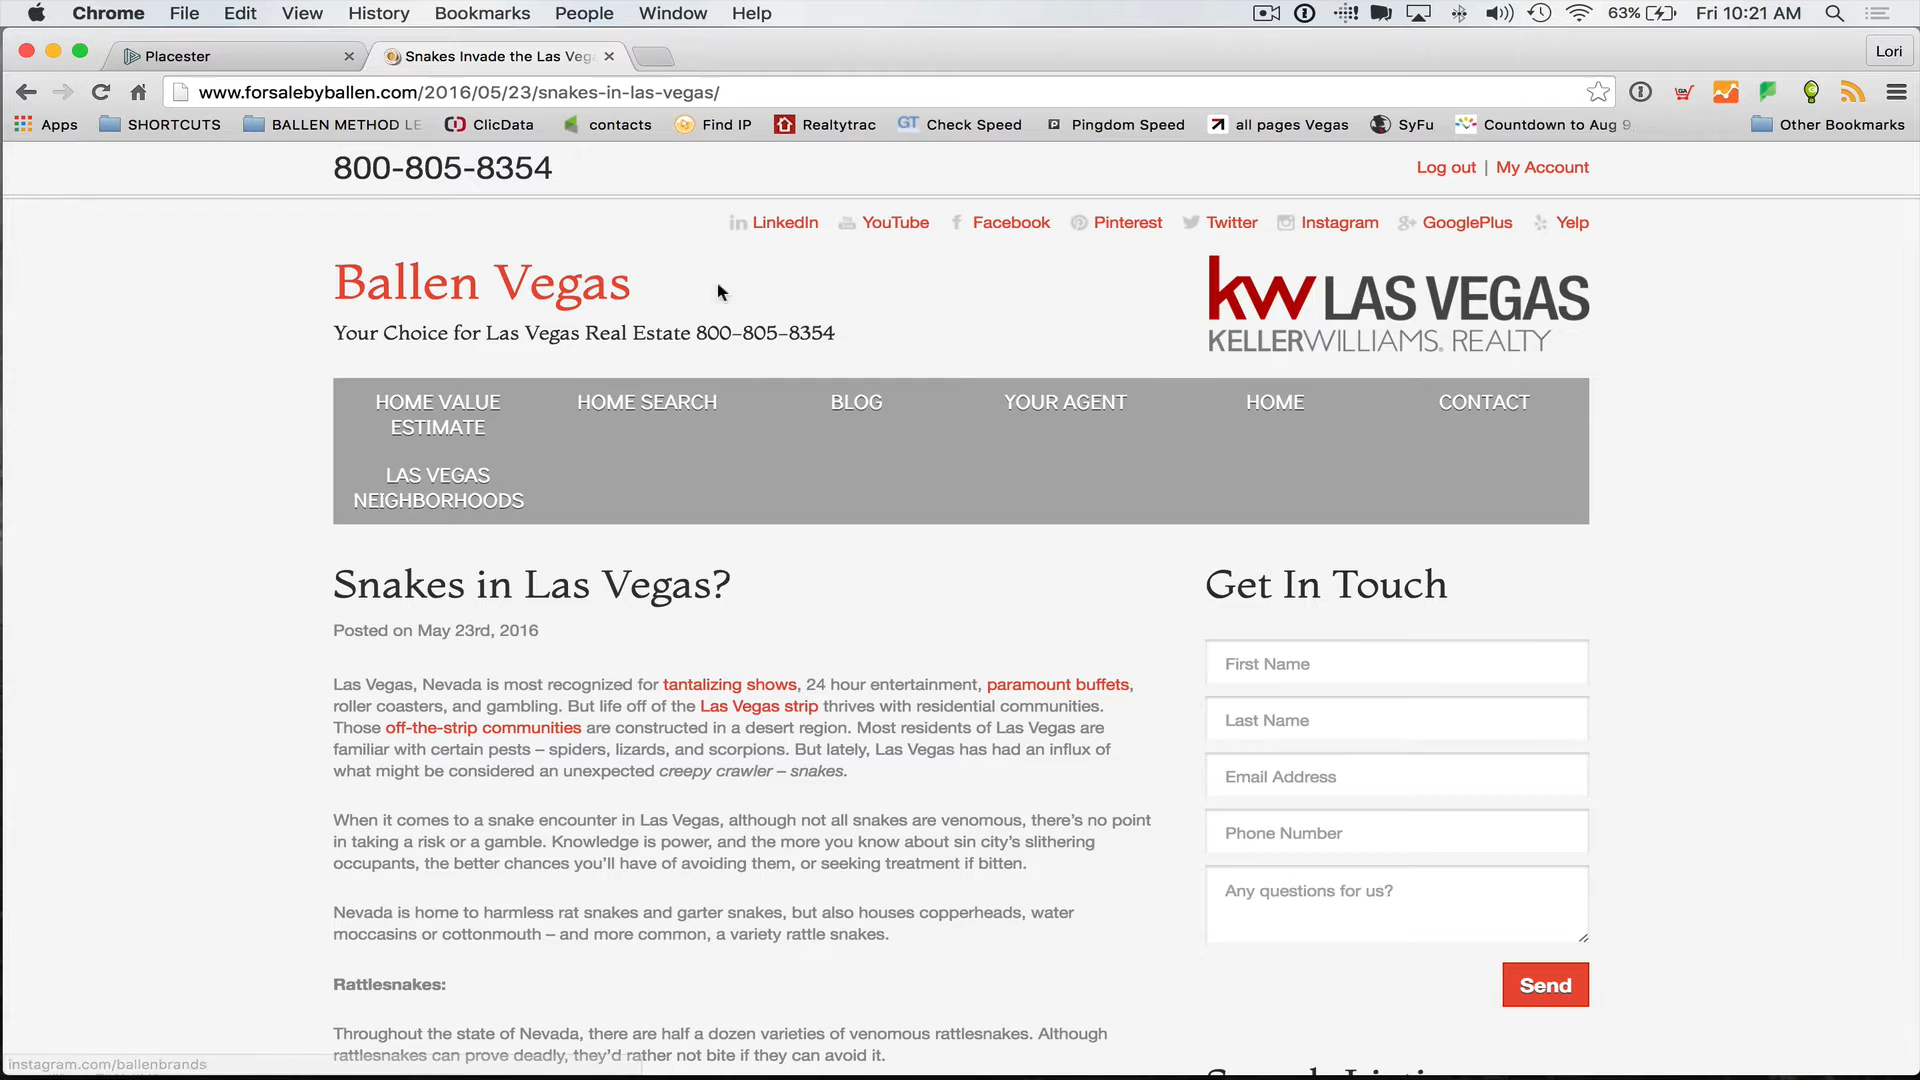 Chrome File Edit View History Bookmarks People Window Help 63% Fri 10:21 AM
Placester Snakes Invade the Las Veg Lori
www.forsalebyballen.com/2016/05/23/snakes-in-las-vegas/
Apps SHORTCUTS BALLEN METHOD LE ClicData contacts Find IP Realtytrac GT Check Speed Pingdom Speed all pages Vegas SyFu Countdown to Aug 9 Other Bookmarks
800-805-8354 Log out | My Account
LinkedIn YouTube Facebook Pinterest Twitter Instagram GooglePlus Yelp
Ballen Vegas
Your Choice for Las Vegas Real Estate 800-805-8354
kw LAS VEGAS
KELLERWILLIAMS. REALTY
HOME VALUE ESTIMATE HOME SEARCH BLOG YOUR AGENT HOME CONTACT
LAS VEGAS NEIGHBORHOODS
Snakes in Las Vegas?
Posted on May 23rd, 2016
Las Vegas, Nevada is most recognized for tantalizing shows, 24 hour entertainment, paramount buffets,
roller coasters, and gambling. But life off of the Las Vegas strip thrives with residential communities.
Those off-the-strip communities are constructed in a desert region. Most residents of Las Vegas are
familiar with certain pests – spiders, lizards, and scorpions. But lately, Las Vegas has had an influx of
what might be considered an unexpected creepy crawler – snakes.
When it comes to a snake encounter in Las Vegas, although not all snakes are venomous, there's no point
in taking a risk or a gamble. Knowledge is power, and the more you know about sin city's slithering
occupants, the better chances you'll have of avoiding them, or seeking treatment if bitten.
Nevada is home to harmless rat snakes and garter snakes, but also houses copperheads, water
moccasins or cottonmouth – and more common, a variety rattle snakes.
Rattlesnakes:
Throughout the state of Nevada, there are half a dozen varieties of venomous rattlesnakes. Although
rattlesnakes can prove deadly, they'd rather not bite if they can avoid it.
Get In Touch
First Name
Last Name
Email Address
Phone Number
Any questions for us?
Send
instagram.com/ballenbrands